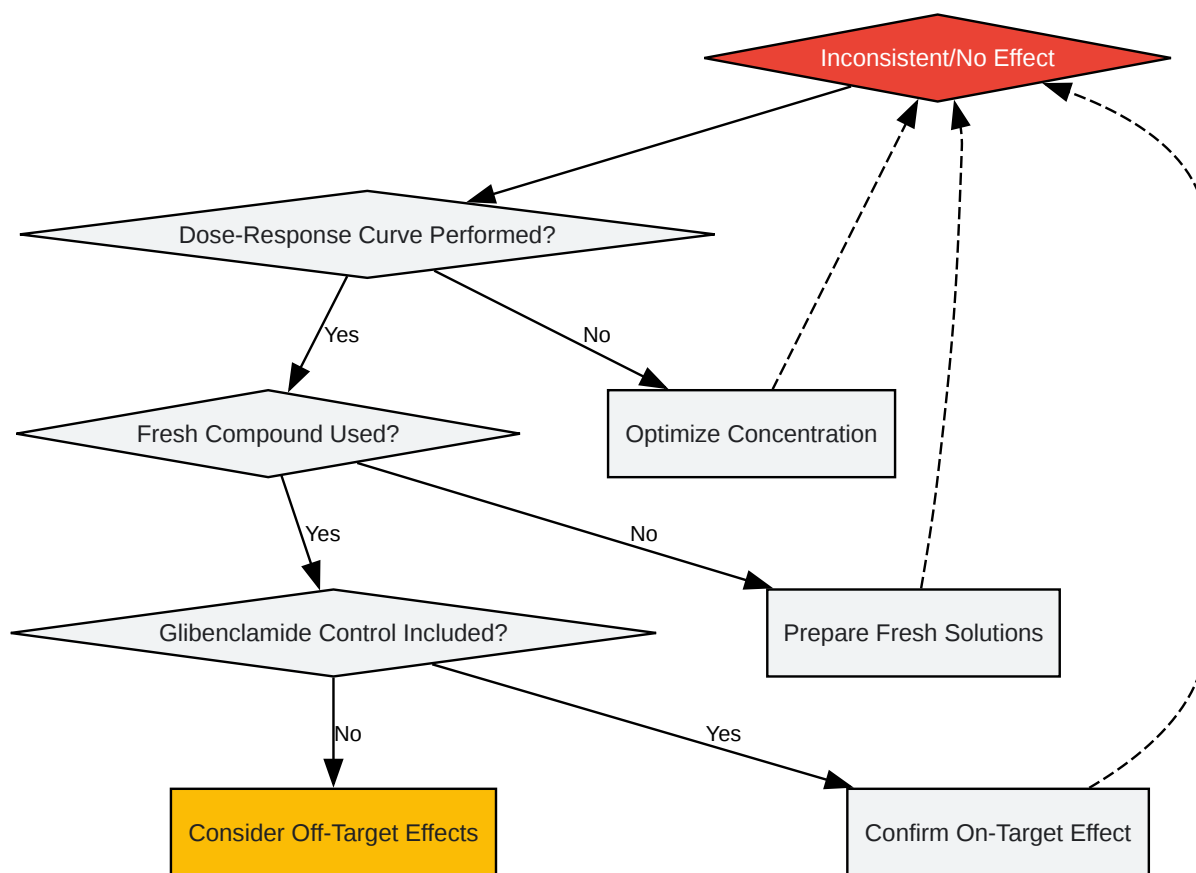 Inconsistent/No Effect
Dose-Response Curve Performed?
Yes
No
Fresh Compound Used?
Optimize Concentration
Yes
No
Glibenclamide Control Included?
Prepare Fresh Solutions
No
Yes
Consider Off-Target Effects
Confirm On-Target Effect